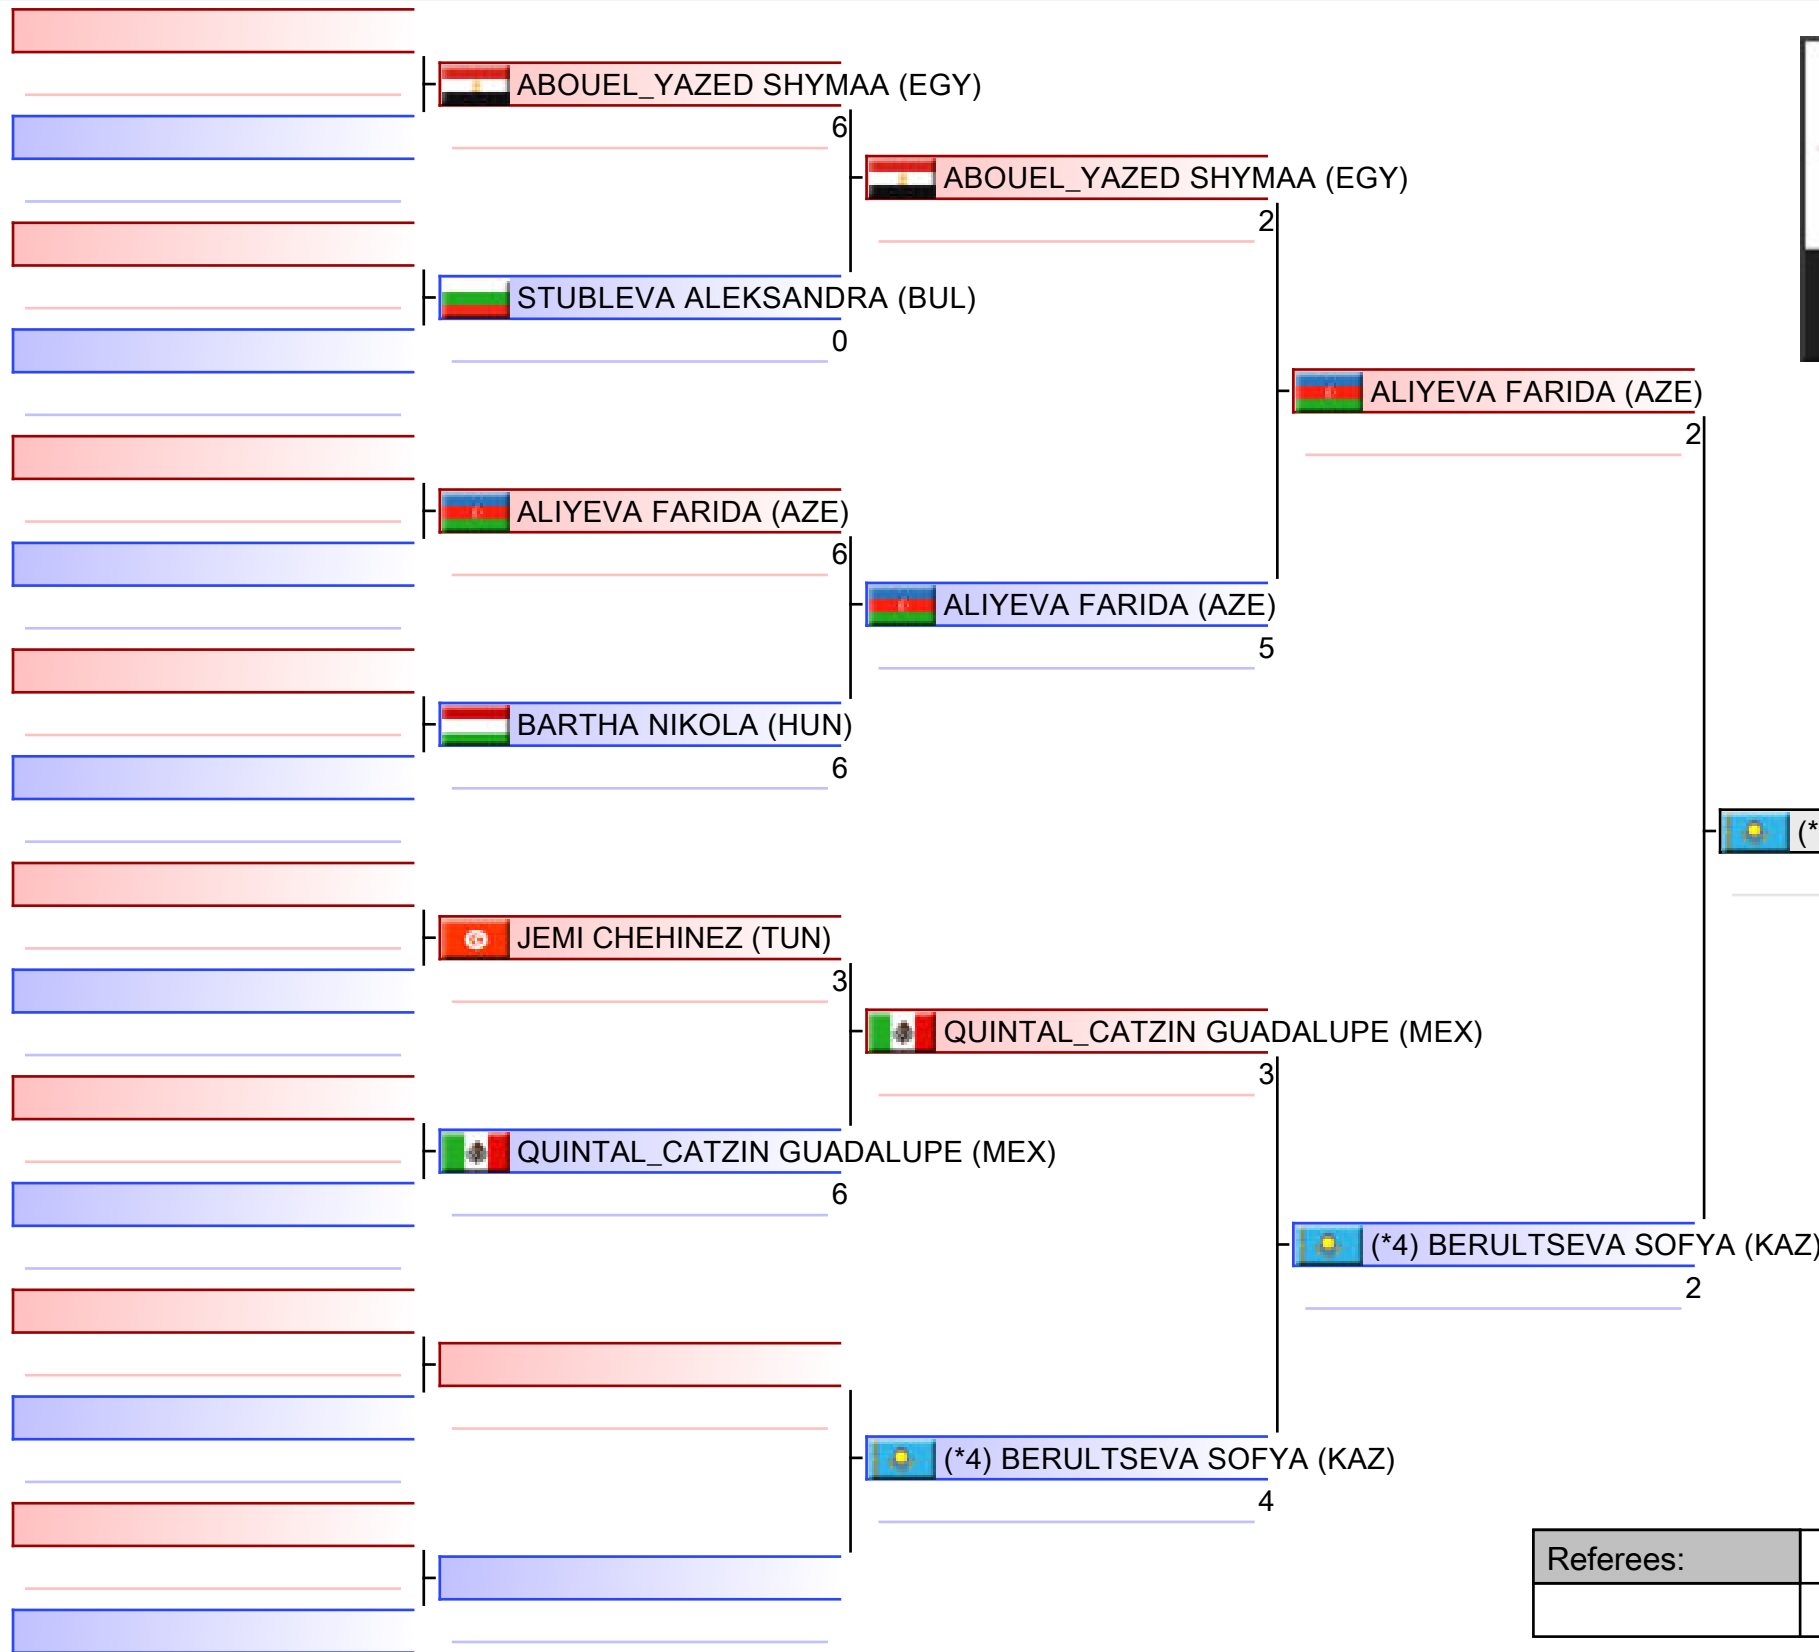 ABOUEL_YAZED SHYMAA (EGY)
6
ABOUEL_YAZED SHYMAA (EGY)
2
STUBLEVA ALEKSANDRA (BUL)
0
ALIYEVA FARIDA (AZE)
2
ALIYEVA FARIDA (AZE)
6
ALIYEVA FARIDA (AZE)
5
BARTHA NIKOLA (HUN)
6
(*
JEMI CHEHINEZ (TUN)
3
QUINTAL_CATZIN GUADALUPE (MEX)
3
QUINTAL_CATZIN GUADALUPE (MEX)
6
(*4) BERULTSEVA SOFYA (KAZ)
2
(*4) BERULTSEVA SOFYA (KAZ)
4
Referees: